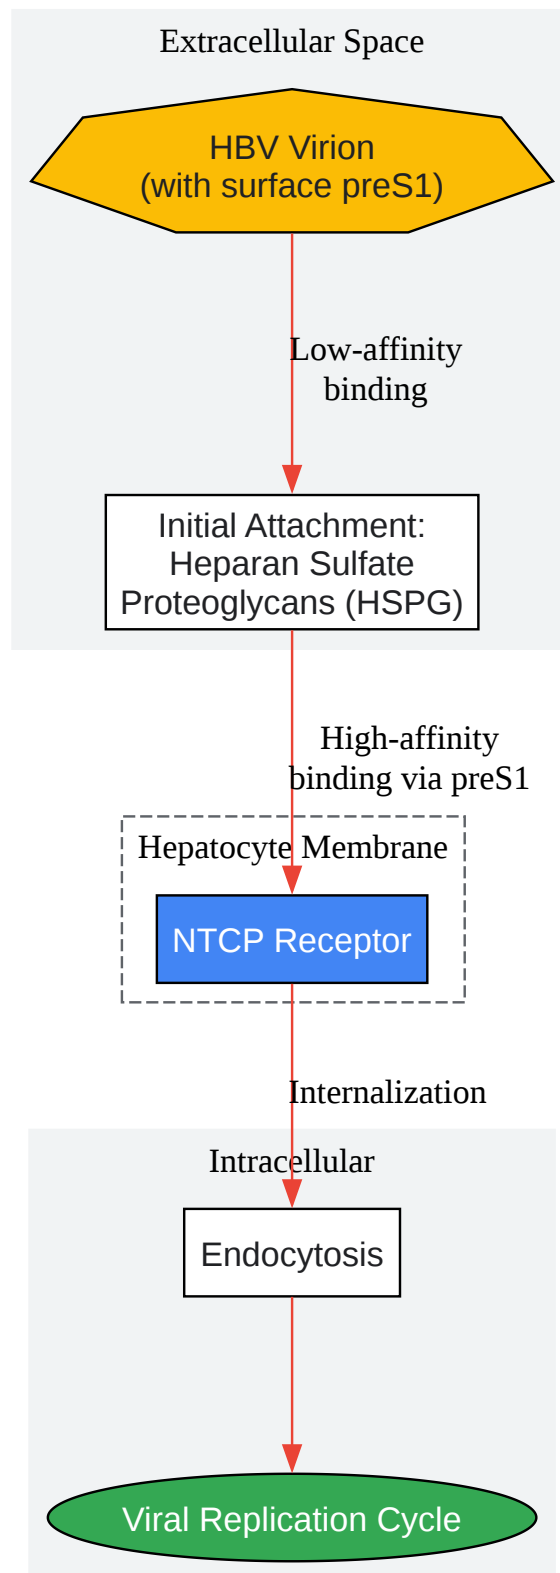 Extracellular Space
HBV Virion
(with surface preS1)
Low-affinity
binding
Initial Attachment:
Heparan Sulfate
Proteoglycans (HSPG)
High-affinity
binding via preS1
Hepatocyte Membrane
NTCP Receptor
Internalization
Intracellular
Endocytosis
Viral Replication Cycle